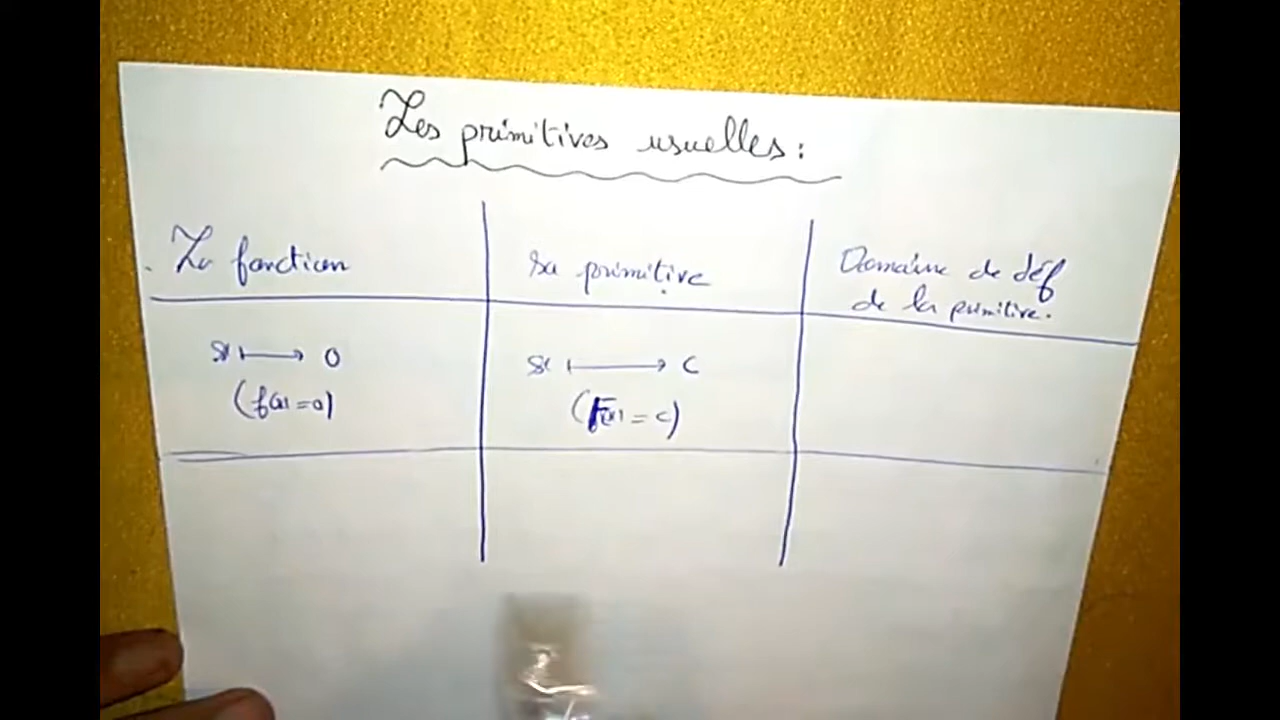 Les primitives usuelles :
La fonction
sa primitive
Domaine de déf
de la primitive.
x ⟼ 0
(f(x) = 0)
x ⟼ c
(F(x) = c)